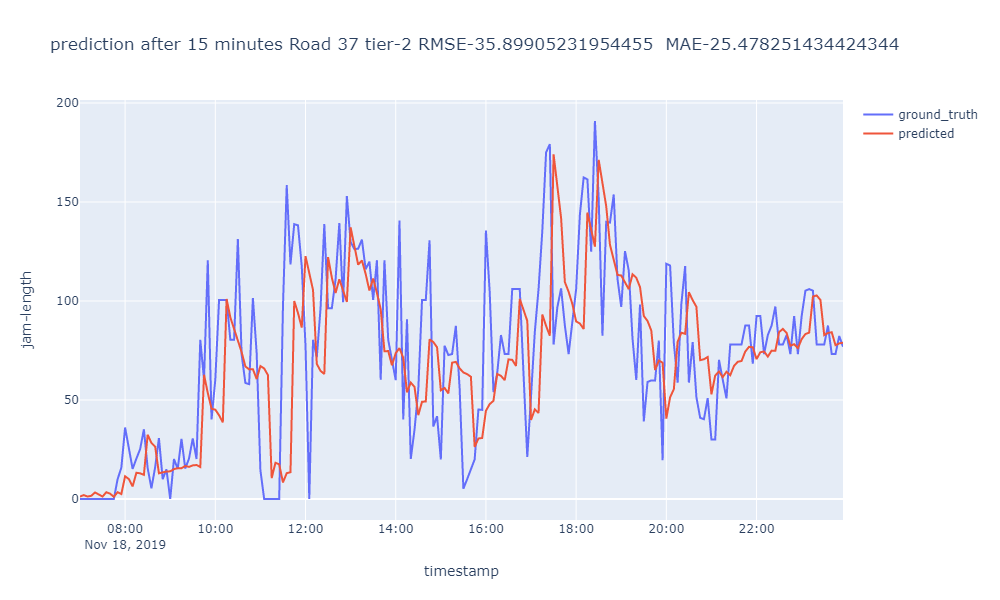 prediction after 15 minutes Road 37 tier-2 RMSE-35.89905231954455  MAE-25.478251434424344
ground_truth
predicted
200
150
100
50
0
jam-length
08:00 10:00 12:00 14:00 16:00 18:00 20:00 22:00
Nov 18, 2019
timestamp